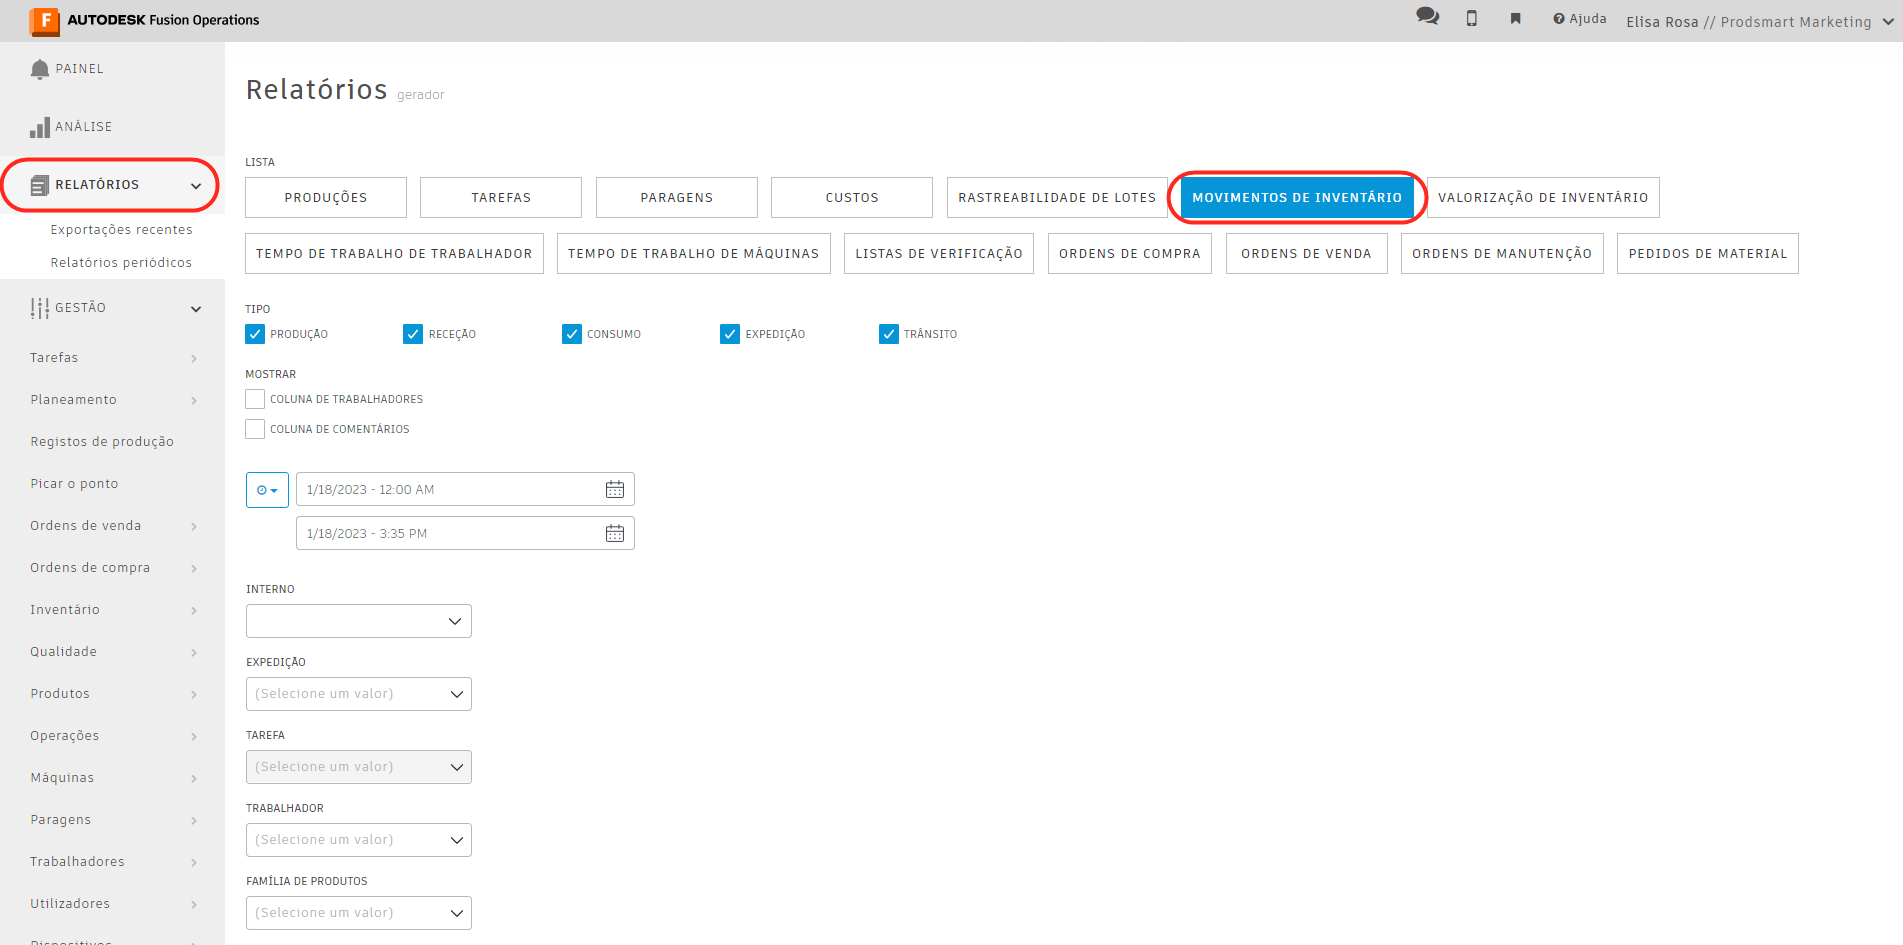 F AUTODESK Fusion Operations
Ajuda
Elisa Rosa // Prodsmart Marketing
PAINEL
ANÁLISE
RELATÓRIOS
Exportações recentes
Relatórios periódicos
GESTÃO
Tarefas
Planeamento
Registos de produção
Picar o ponto
Ordens de venda
Ordens de compra
Inventário
Qualidade
Produtos
Operações
Máquinas
Paragens
Trabalhadores
Utilizadores
Dispositivos
Relatórios gerador
LISTA
PRODUÇÕES TAREFAS PARAGENS CUSTOS RASTREABILIDADE DE LOTES MOVIMENTOS DE INVENTÁRIO VALORIZAÇÃO DE INVENTÁRIO
TEMPO DE TRABALHO DE TRABALHADOR TEMPO DE TRABALHO DE MÁQUINAS LISTAS DE VERIFICAÇÃO ORDENS DE COMPRA ORDENS DE VENDA ORDENS DE MANUTENÇÃO PEDIDOS DE MATERIAL
TIPO
PRODUÇÃO RECEÇÃO CONSUMO EXPEDIÇÃO TRÂNSITO
MOSTRAR
COLUNA DE TRABALHADORES
COLUNA DE COMENTÁRIOS
1/18/2023 - 12:00 AM
1/18/2023 - 3:35 PM
INTERNO
EXPEDIÇÃO
(Selecione um valor)
TAREFA
(Selecione um valor)
TRABALHADOR
(Selecione um valor)
FAMÍLIA DE PRODUTOS
(Selecione um valor)